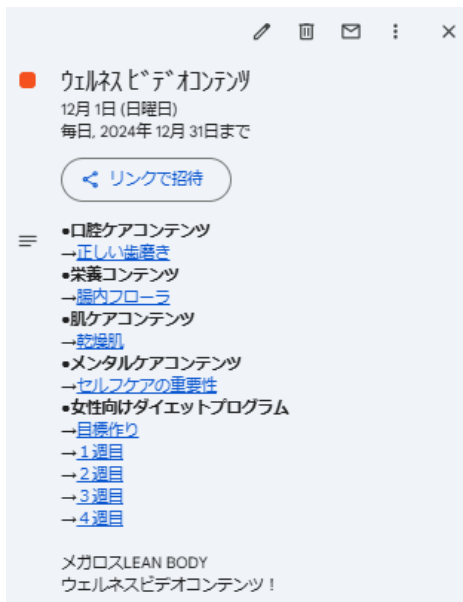 ウェルネスビデオコンテンツ
12月 1日 (日曜日)
毎日, 2024年 12月 31日まで
リンクで招待
●口腔ケアコンテンツ
→正しい歯磨き
●栄養コンテンツ
→腸内フローラ
●肌ケアコンテンツ
→乾燥肌
●メンタルケアコンテンツ
→セルフケアの重要性
●女性向けダイエットプログラム
→目標作り
→１週目
→２週目
→３週目
→４週目
メガロスLEAN BODY
ウェルネスビデオコンテンツ！